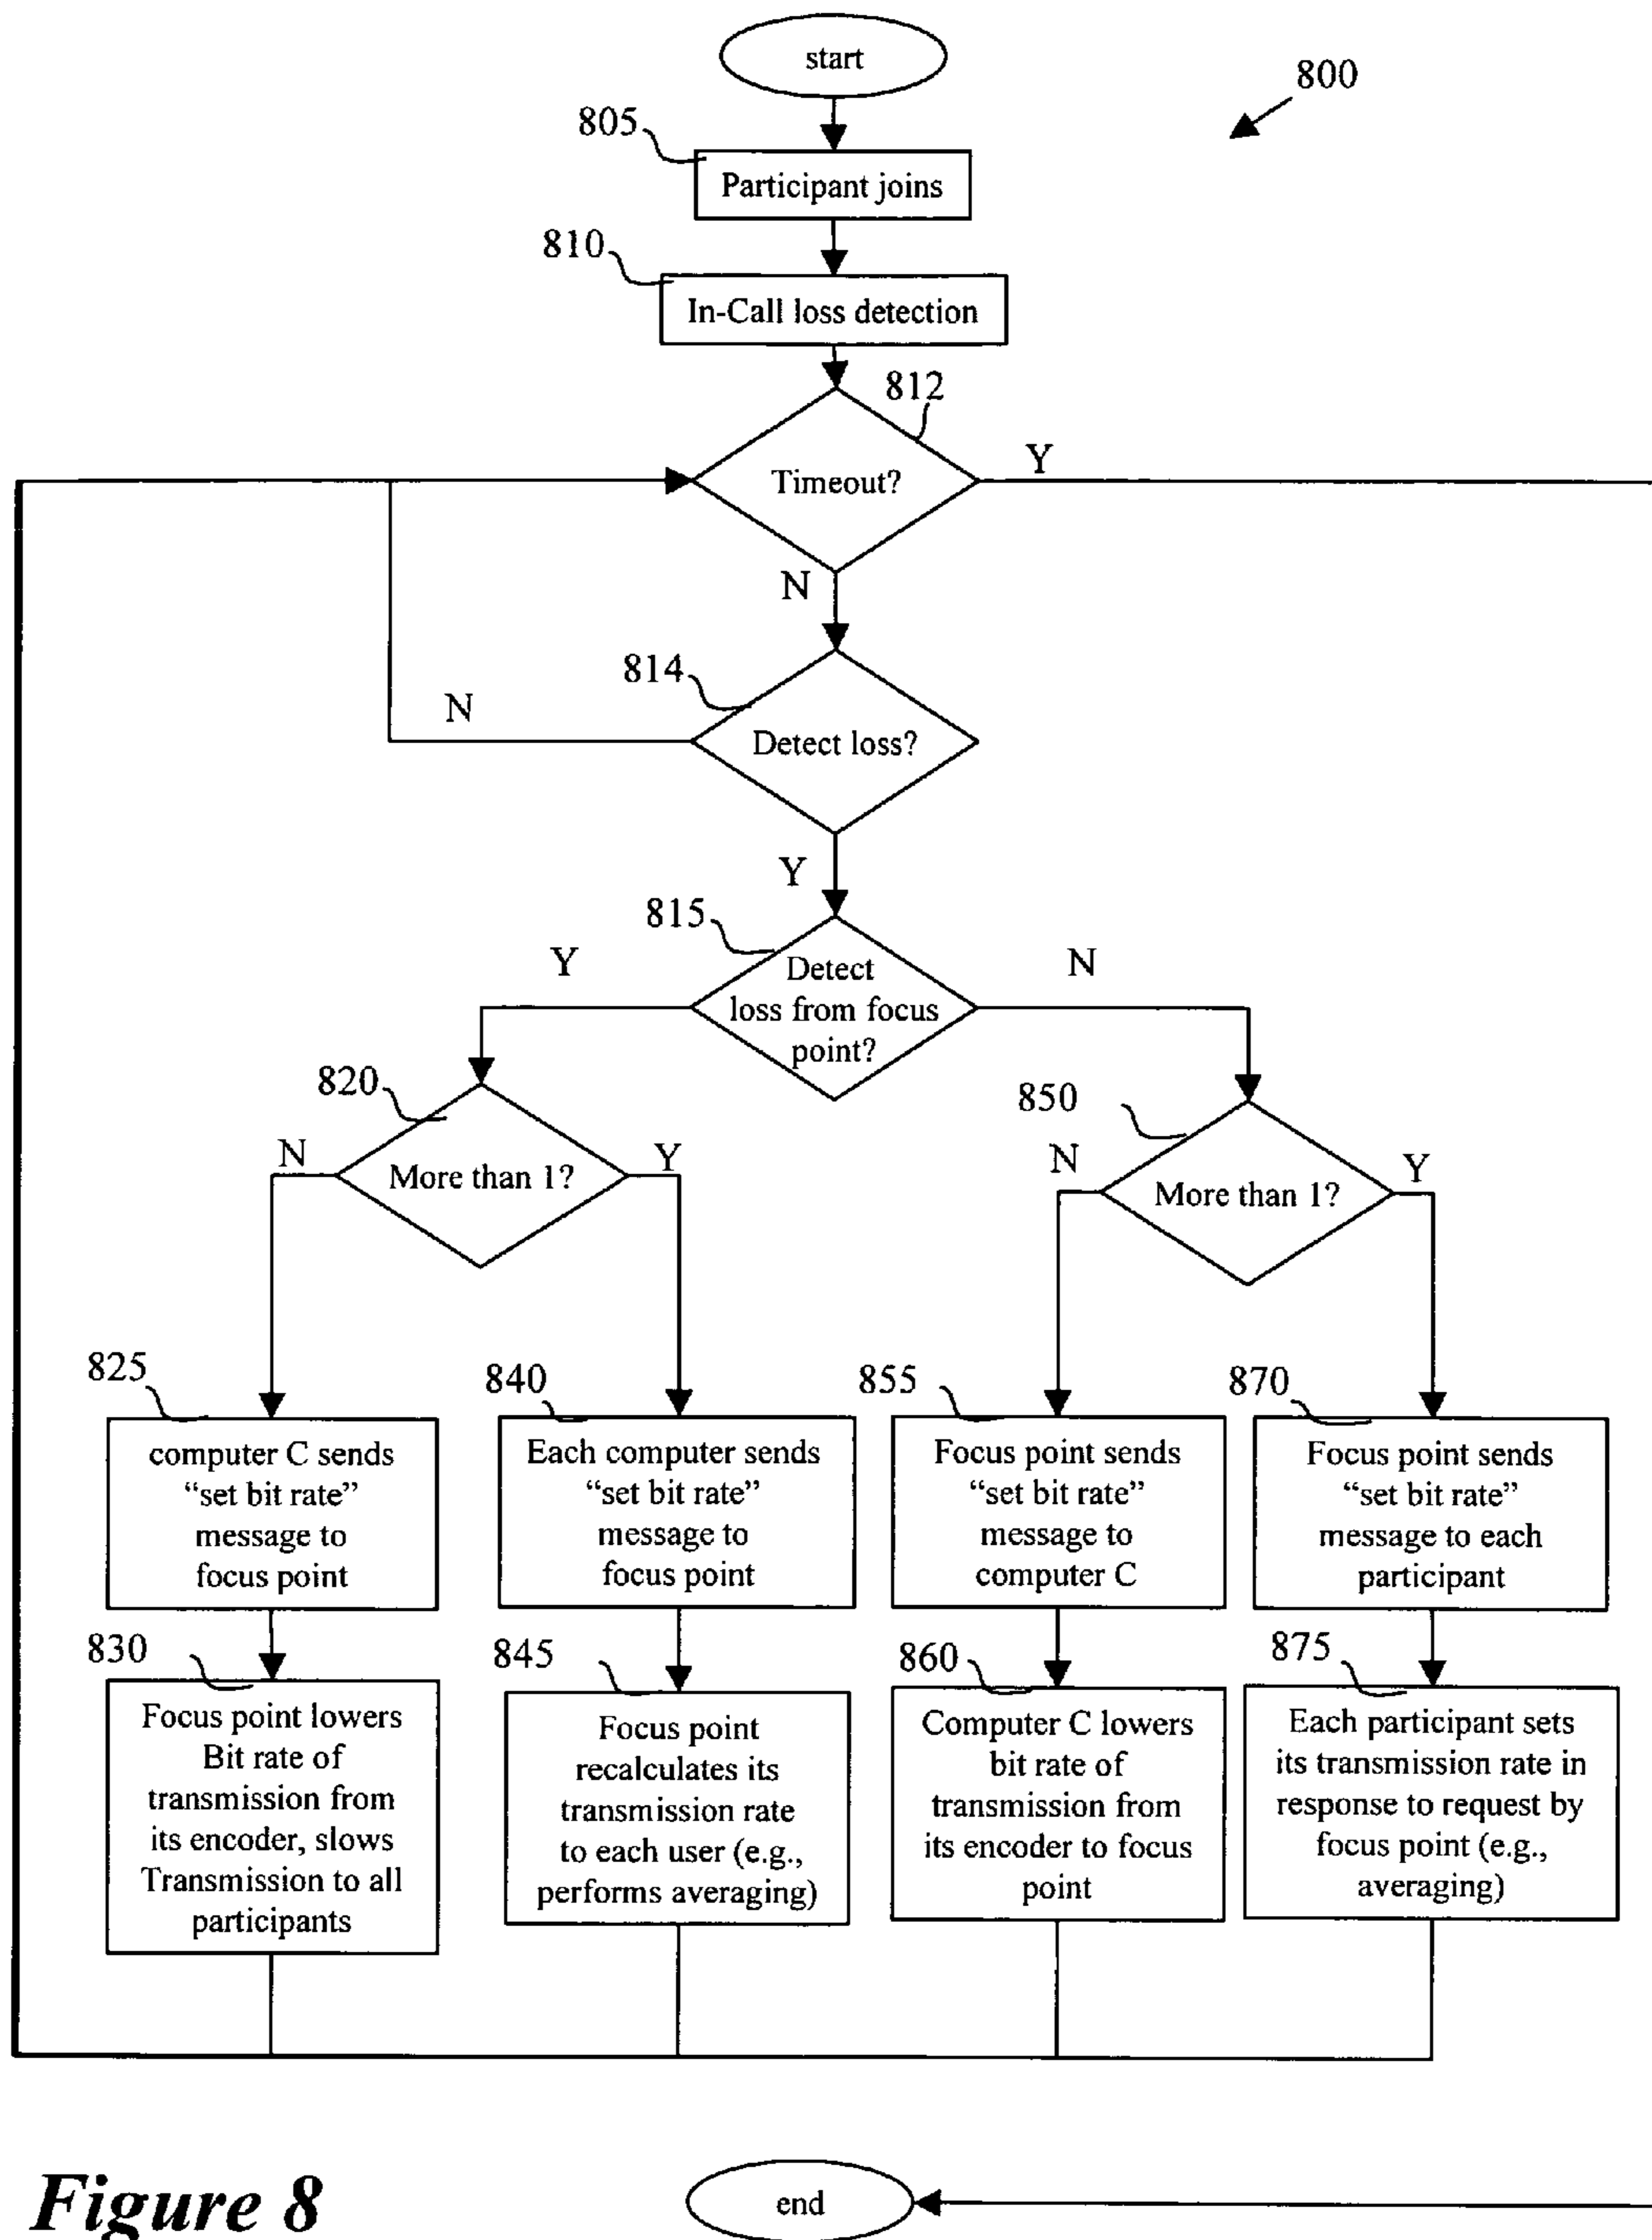 start
800
805
Participant joins
810
In-Call loss detection
812
Timeout?
Y
N
814
N
Detect loss?
Y
815
Y
N
Detect
loss from focus
point?
820
N
More than 1?
Y
850
N
More than 1?
Y
825
computer C sends
“set bit rate”
message to
focus point
840
Each computer sends
“set bit rate”
message to
focus point
855
Focus point sends
“set bit rate”
message to
computer C
870
Focus point sends
“set bit rate”
message to each
participant
830
Focus point lowers
Bit rate of
transmission from
its encoder, slows
Transmission to all
participants
845
Focus point
recalculates its
transmission rate
to each user (e.g.,
performs averaging)
860
Computer C lowers
bit rate of
transmission from
its encoder to focus
point
875
Each participant sets
its transmission rate in
response to request by
focus point (e.g.,
averaging)
Figure 8
end